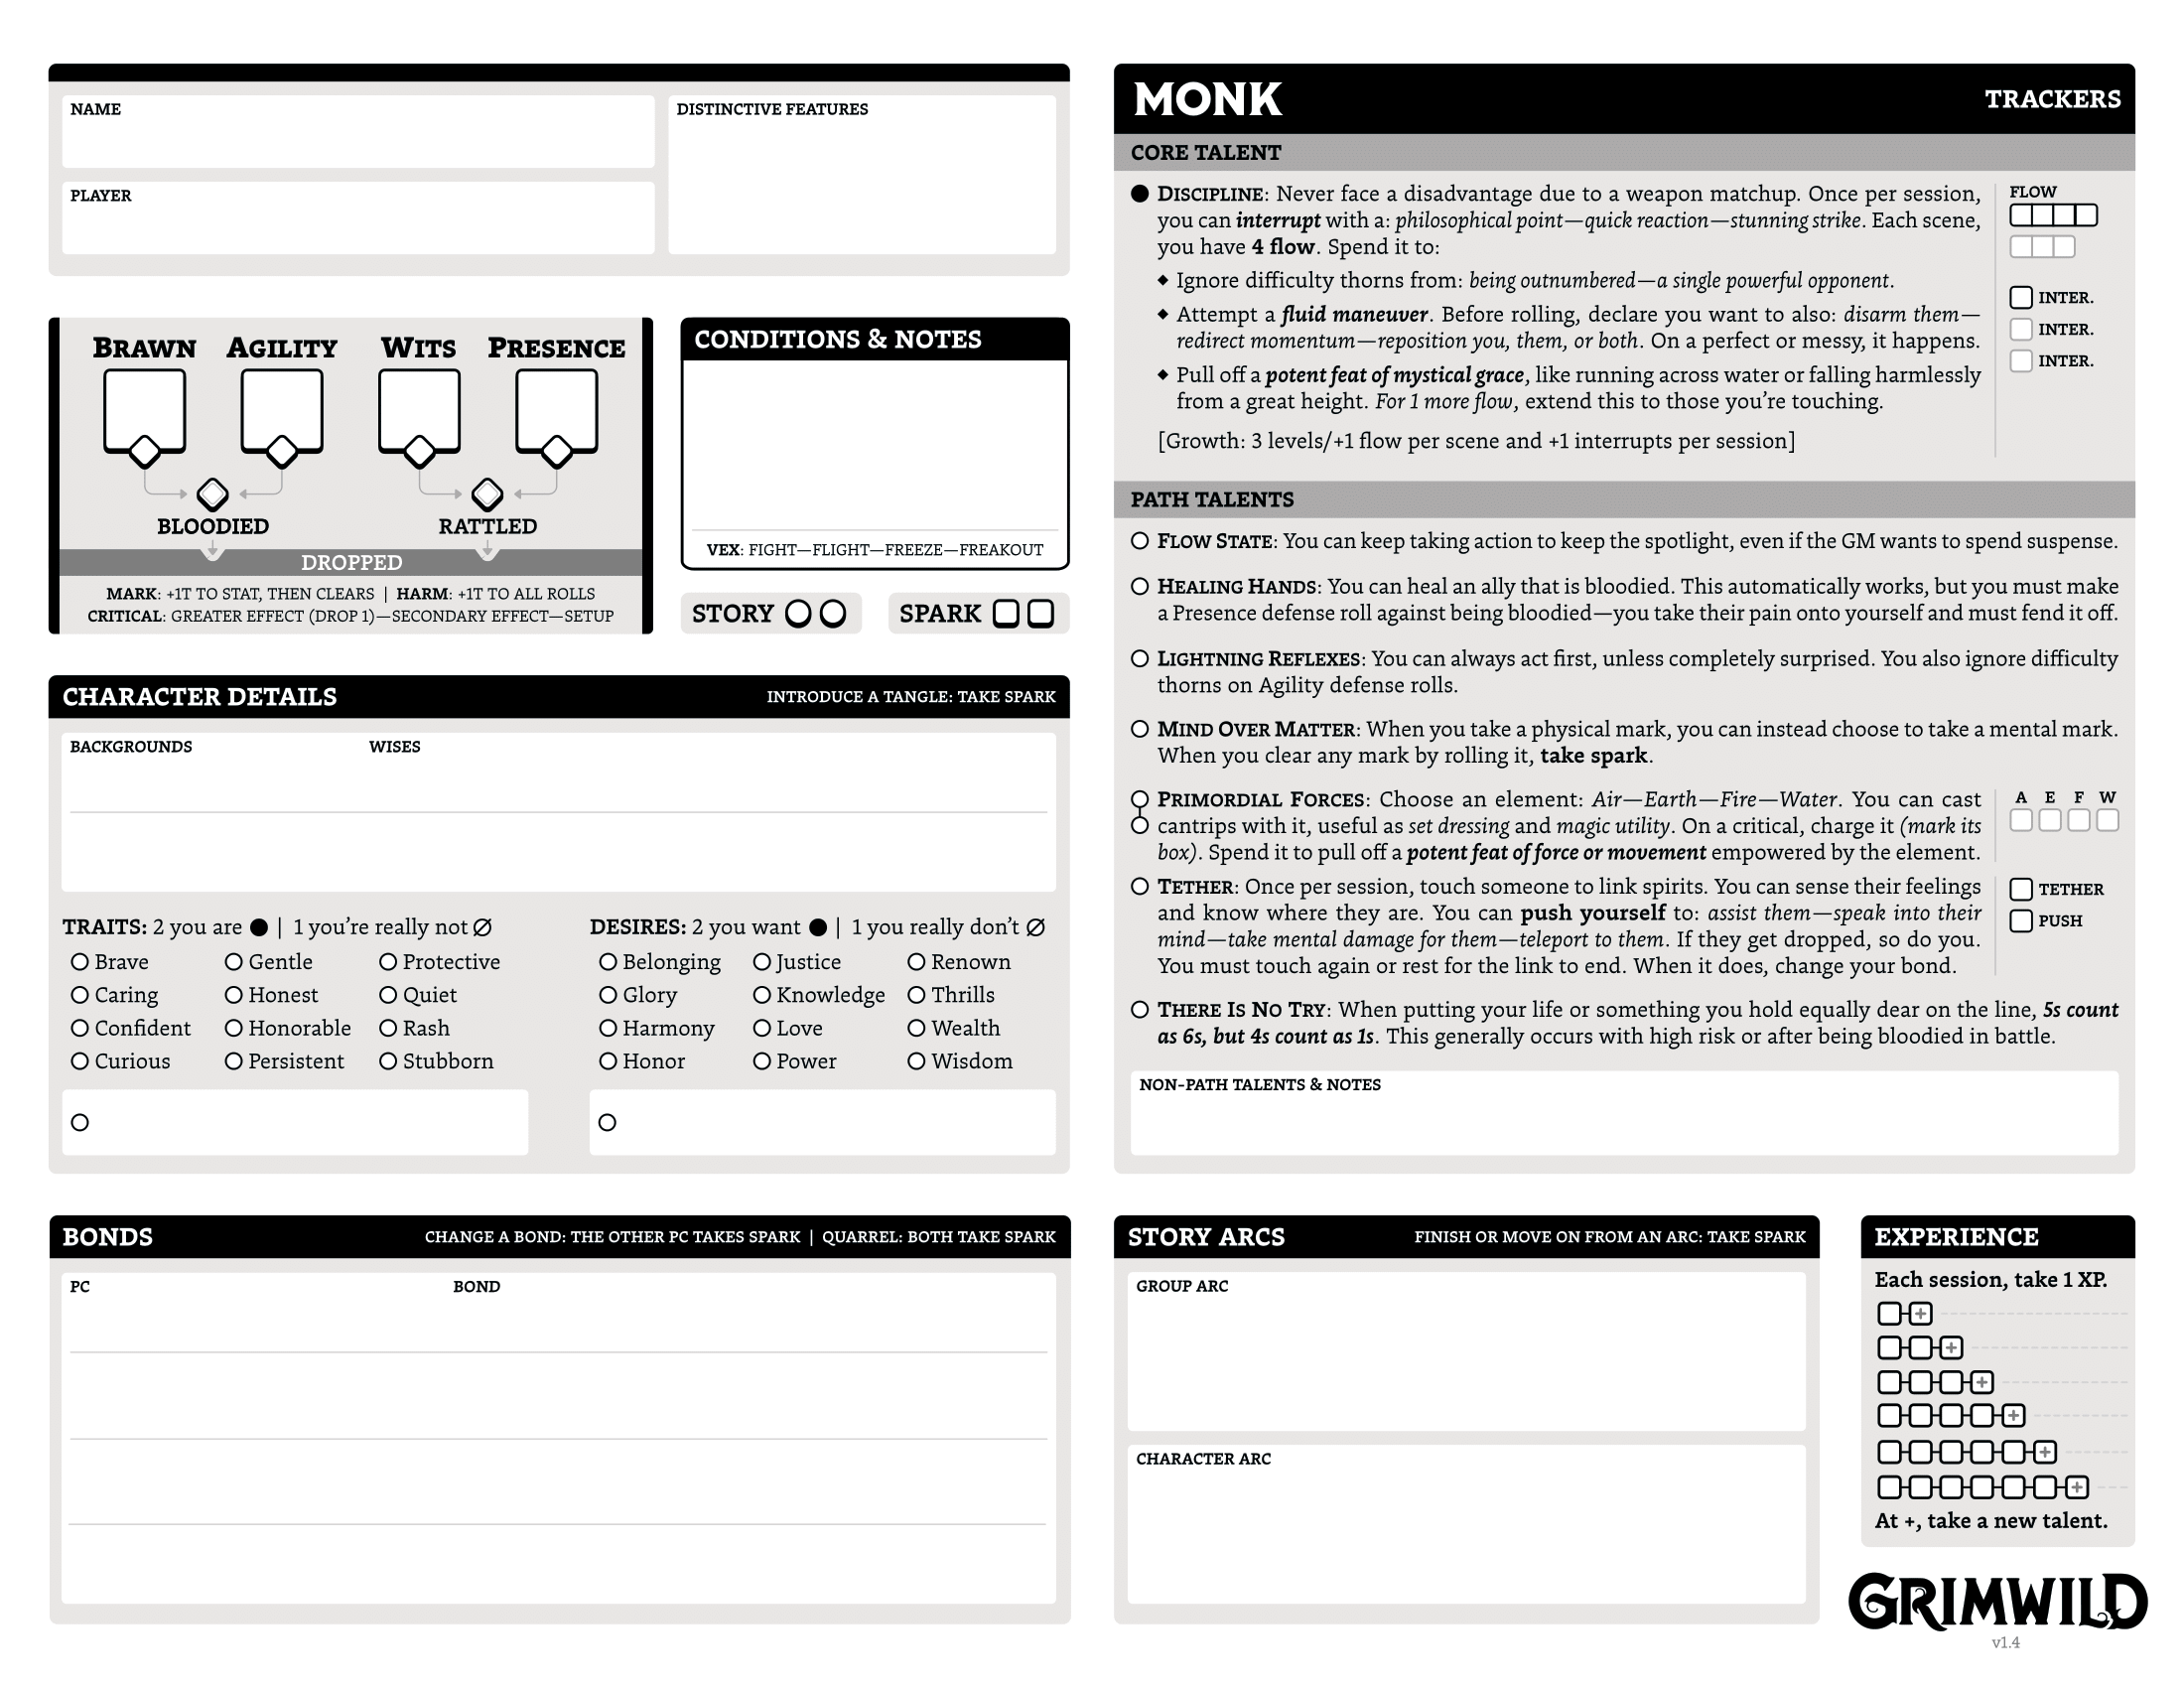 NAME
DISTINCTIVE FEATURES
PLAYER
BRAWN AGILITY WITS PRESENCE
BLOODIED RATTLED
DROPPED
MARK: +1T TO STAT, THEN CLEARS | HARM: +1T TO ALL ROLLS
CRITICAL: GREATER EFFECT (DROP 1)—SECONDARY EFFECT—SETUP
CONDITIONS & NOTES
VEX: FIGHT—FLIGHT—FREEZE—FREAKOUT
STORY SPARK
CHARACTER DETAILS INTRODUCE A TANGLE: TAKE SPARK
BACKGROUNDS WISES
TRAITS: 2 you are ● | 1 you're really not Ø
Brave Gentle Protective
Caring Honest Quiet
Confident Honorable Rash
Curious Persistent Stubborn
DESIRES: 2 you want ● | 1 you really don't Ø
Belonging Justice Renown
Glory Knowledge Thrills
Harmony Love Wealth
Honor Power Wisdom
BONDS CHANGE A BOND: THE OTHER PC TAKES SPARK | QUARREL: BOTH TAKE SPARK
PC BOND
MONK TRACKERS
CORE TALENT
DISCIPLINE: Never face a disadvantage due to a weapon matchup. Once per session,
you can interrupt with a: philosophical point—quick reaction—stunning strike. Each scene,
you have 4 flow. Spend it to:
◆ Ignore difficulty thorns from: being outnumbered—a single powerful opponent.
◆ Attempt a fluid maneuver. Before rolling, declare you want to also: disarm them—
redirect momentum—reposition you, them, or both. On a perfect or messy, it happens.
◆ Pull off a potent feat of mystical grace, like running across water or falling harmlessly
from a great height. For 1 more flow, extend this to those you're touching.
[Growth: 3 levels/+1 flow per scene and +1 interrupts per session]
FLOW
INTER.
INTER.
INTER.
PATH TALENTS
FLOW STATE: You can keep taking action to keep the spotlight, even if the GM wants to spend suspense.
HEALING HANDS: You can heal an ally that is bloodied. This automatically works, but you must make
a Presence defense roll against being bloodied—you take their pain onto yourself and must fend it off.
LIGHTNING REFLEXES: You can always act first, unless completely surprised. You also ignore difficulty
thorns on Agility defense rolls.
MIND OVER MATTER: When you take a physical mark, you can instead choose to take a mental mark.
When you clear any mark by rolling it, take spark.
PRIMORDIAL FORCES: Choose an element: Air—Earth—Fire—Water. You can cast
cantrips with it, useful as set dressing and magic utility. On a critical, charge it (mark its
box). Spend it to pull off a potent feat of force or movement empowered by the element.
A E F W
TETHER: Once per session, touch someone to link spirits. You can sense their feelings
and know where they are. You can push yourself to: assist them—speak into their
mind—take mental damage for them—teleport to them. If they get dropped, so do you.
You must touch again or rest for the link to end. When it does, change your bond.
TETHER
PUSH
THERE IS NO TRY: When putting your life or something you hold equally dear on the line, 5s count
as 6s, but 4s count as 1s. This generally occurs with high risk or after being bloodied in battle.
NON-PATH TALENTS & NOTES
STORY ARCS FINISH OR MOVE ON FROM AN ARC: TAKE SPARK
GROUP ARC
CHARACTER ARC
EXPERIENCE
Each session, take 1 XP.
+
+
+
+
+
+
At +, take a new talent.
GRIMWILD
v1.4